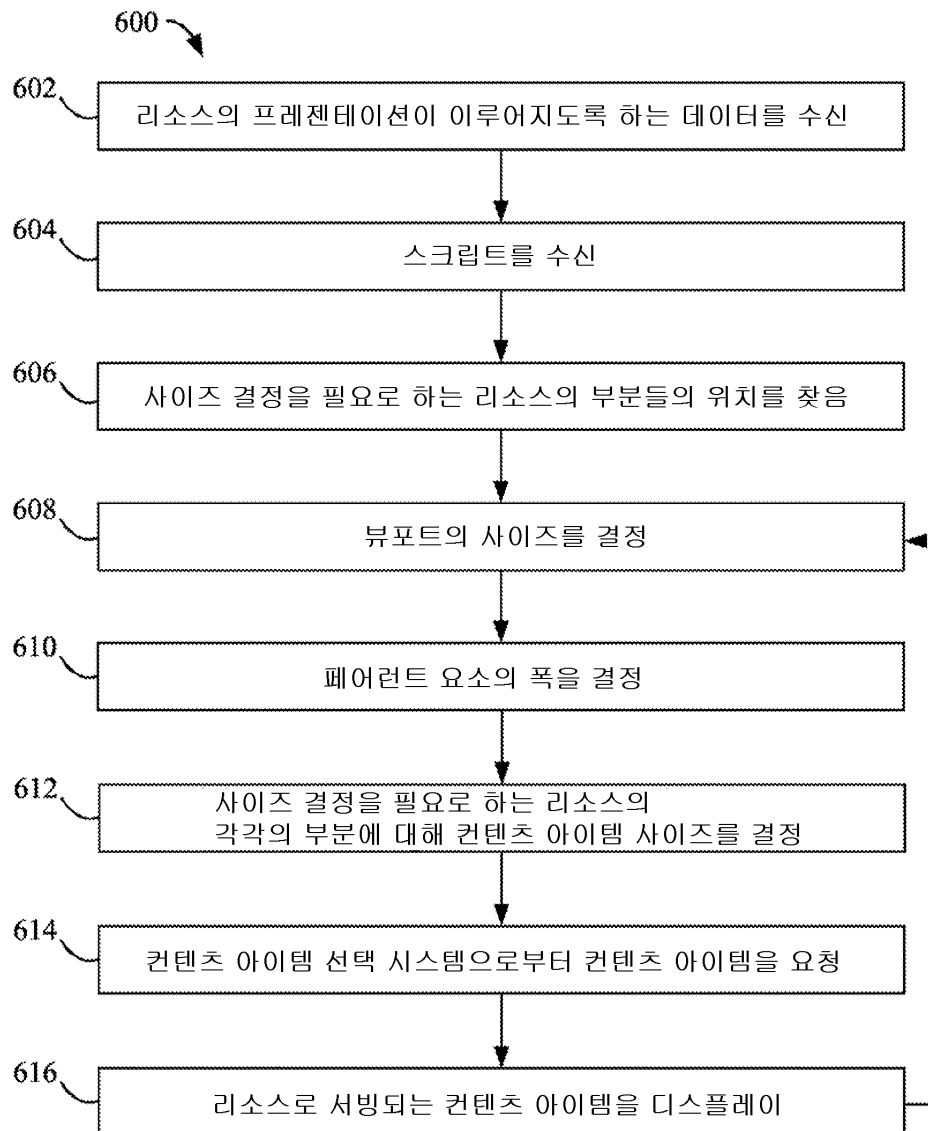 600
602
리소스의 프레젠테이션이 이루어지도록 하는 데이터를 수신
604
스크립트를 수신
606
사이즈 결정을 필요로 하는 리소스의 부분들의 위치를 찾음
608
뷰포트의 사이즈를 결정
610
페어런트 요소의 폭을 결정
612
사이즈 결정을 필요로 하는 리소스의
각각의 부분에 대해 컨텐츠 아이템 사이즈를 결정
614
컨텐츠 아이템 선택 시스템으로부터 컨텐츠 아이템을 요청
616
리소스로 서빙되는 컨텐츠 아이템을 디스플레이